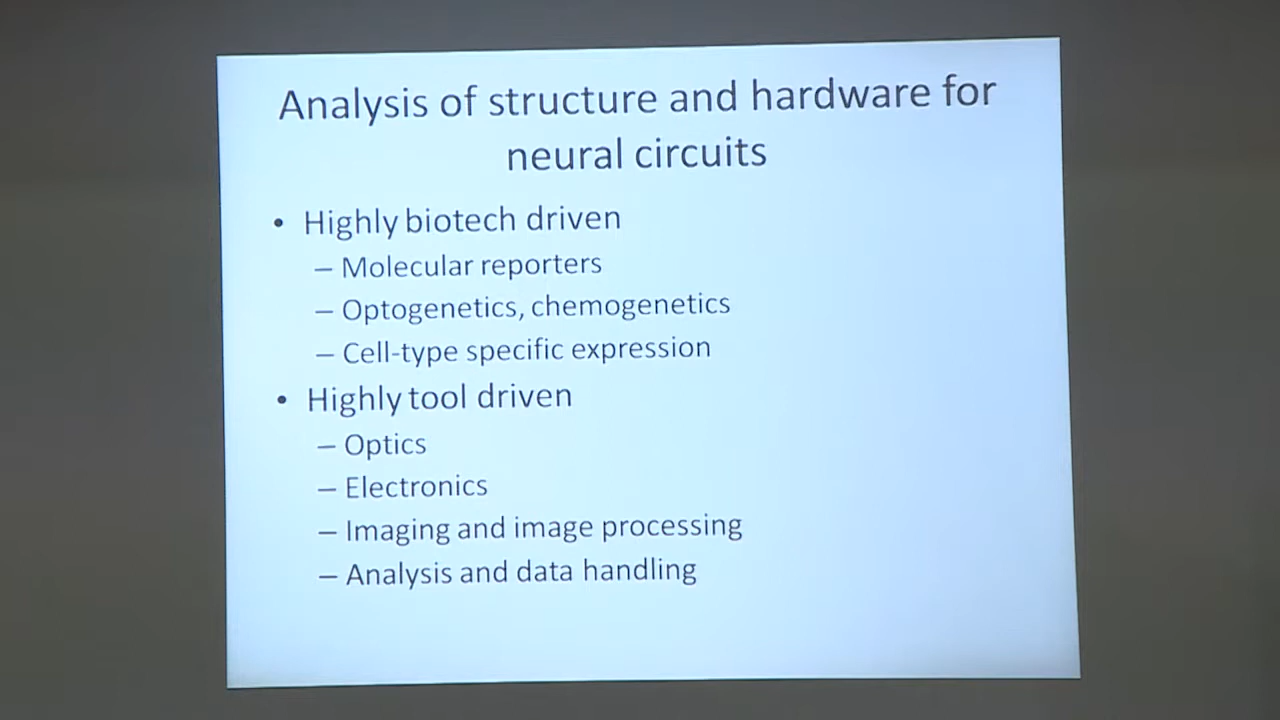 Analysis of structure and hardware for
neural circuits
• Highly biotech driven
– Molecular reporters
– Optogenetics, chemogenetics
– Cell-type specific expression
• Highly tool driven
– Optics
– Electronics
– Imaging and image processing
– Analysis and data handling